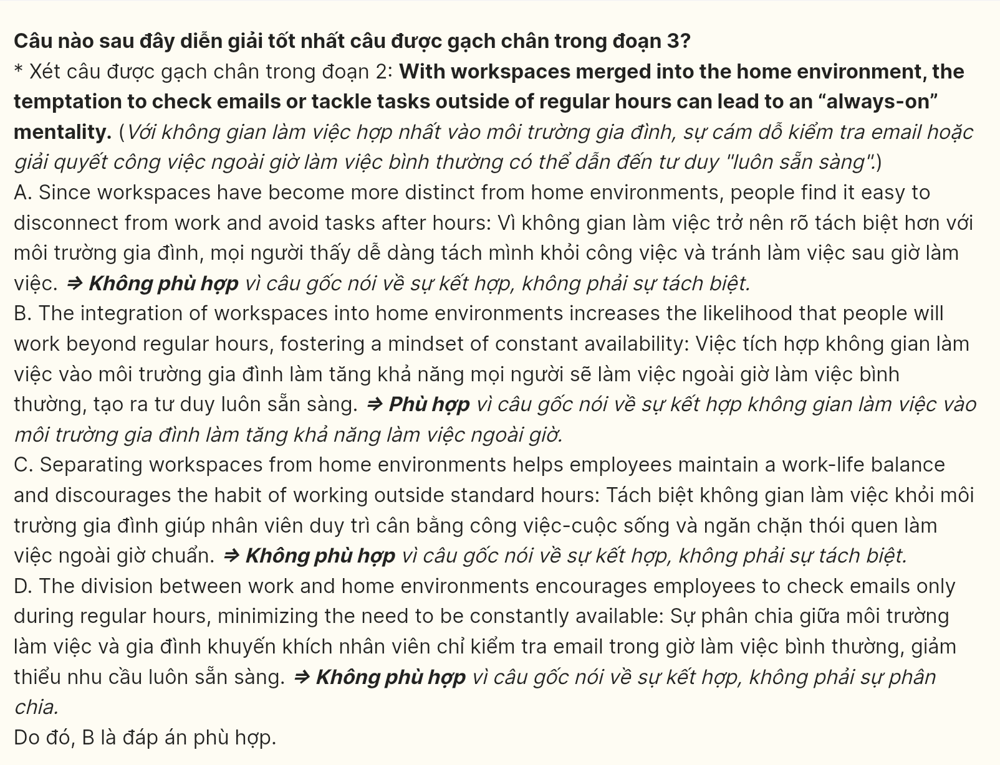 Câu nào sau đây diễn giải tốt nhất câu được gạch chân trong đoạn 3?
* Xét câu được gạch chân trong đoạn 2: With workspaces merged into the home environment, the
temptation to check emails or tackle tasks outside of regular hours can lead to an “always-on”
mentality. (Với không gian làm việc hợp nhất vào môi trường gia đình, sự cám dỗ kiểm tra email hoặc
giải quyết công việc ngoài giờ làm việc bình thường có thể dẫn đến tư duy "luôn sẵn sàng".)
A. Since workspaces have become more distinct from home environments, people find it easy to
disconnect from work and avoid tasks after hours: Vì không gian làm việc trở nên rõ tách biệt hơn với
môi trường gia đình, mọi người thấy dễ dàng tách mình khỏi công việc và tránh làm việc sau giờ làm
việc. ⇒ Không phù hợp vì câu gốc nói về sự kết hợp, không phải sự tách biệt.
B. The integration of workspaces into home environments increases the likelihood that people will
work beyond regular hours, fostering a mindset of constant availability: Việc tích hợp không gian làm
việc vào môi trường gia đình làm tăng khả năng mọi người sẽ làm việc ngoài giờ làm việc bình
thường, tạo ra tư duy luôn sẵn sàng. ⇒ Phù hợp vì câu gốc nói về sự kết hợp không gian làm việc vào
môi trường gia đình làm tăng khả năng làm việc ngoài giờ.
C. Separating workspaces from home environments helps employees maintain a work-life balance
and discourages the habit of working outside standard hours: Tách biệt không gian làm việc khỏi môi
trường gia đình giúp nhân viên duy trì cân bằng công việc-cuộc sống và ngăn chặn thói quen làm
việc ngoài giờ chuẩn. ⇒ Không phù hợp vì câu gốc nói về sự kết hợp, không phải sự tách biệt.
D. The division between work and home environments encourages employees to check emails only
during regular hours, minimizing the need to be constantly available: Sự phân chia giữa môi trường
làm việc và gia đình khuyến khích nhân viên chỉ kiểm tra email trong giờ làm việc bình thường, giảm
thiểu nhu cầu luôn sẵn sàng. ⇒ Không phù hợp vì câu gốc nói về sự kết hợp, không phải sự phân
chia.
Do đó, B là đáp án phù hợp.